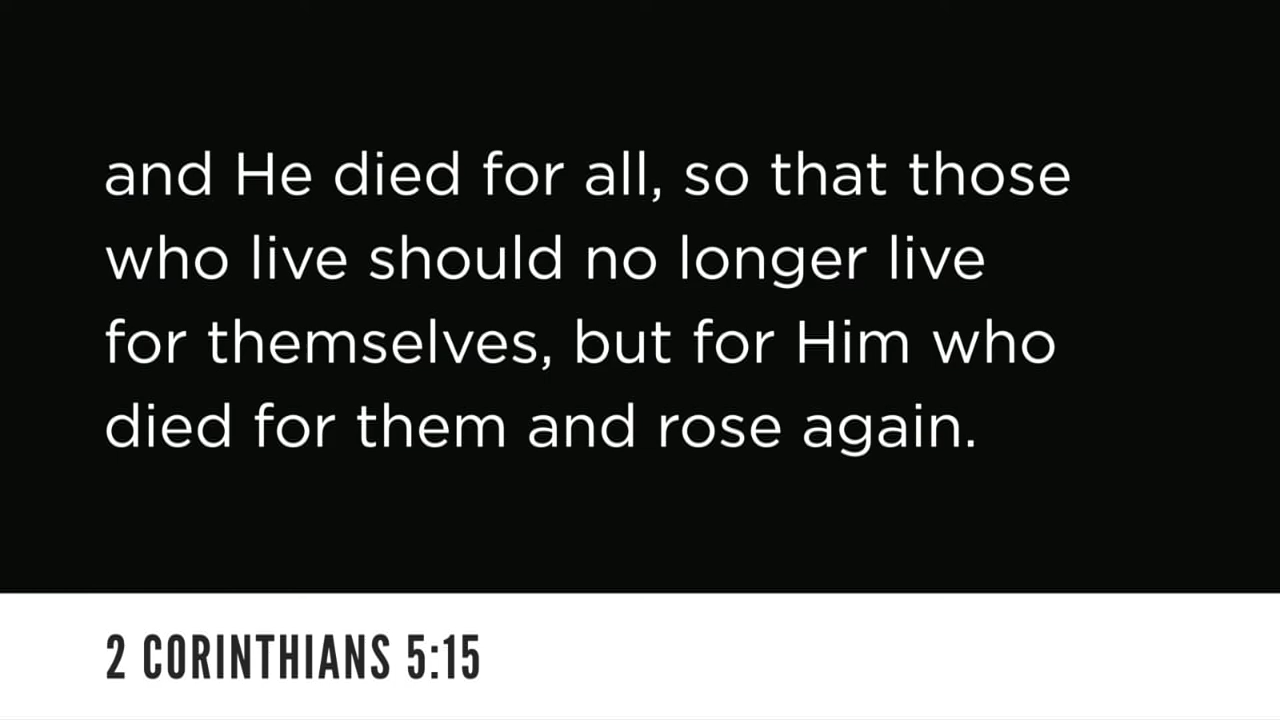 and He died for all, so that those
who live should no longer live
for themselves, but for Him who
died for them and rose again.
2 CORINTHIANS 5:15